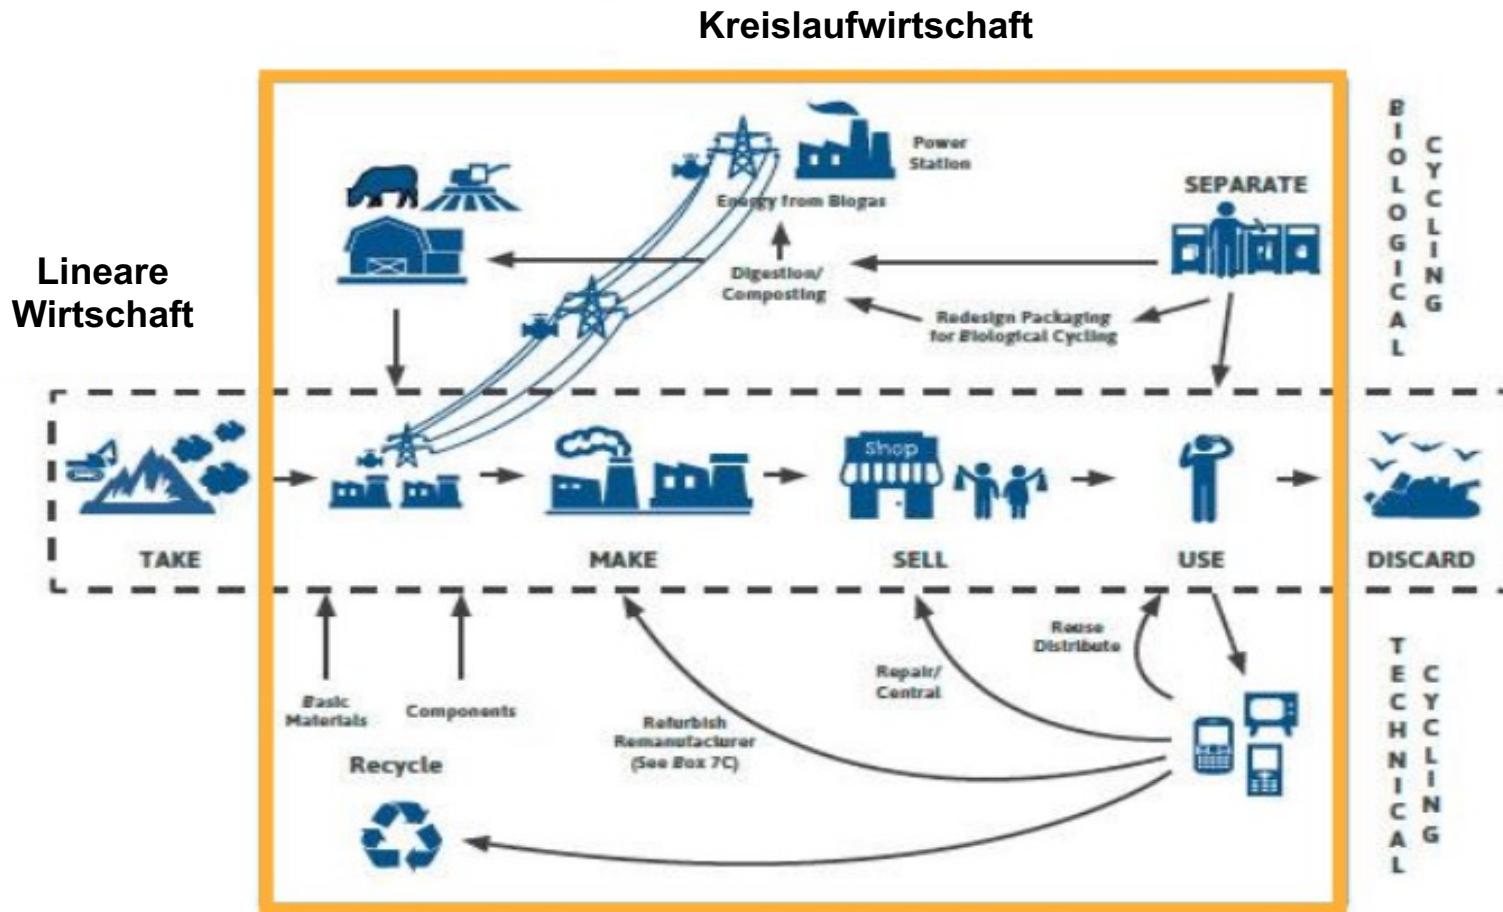 Kreislaufwirtschaft
Lineare
Wirtschaft
Power
Station
Energy from Biogas
SEPARATE
Digestion/
Composting
Redesign Packaging
for Biological Cycling
BIOLOGICAL
CYCLING
Shop
TAKE
MAKE
SELL
USE
DISCARD
Basic
Materials
Components
Recycle
Refurbish
Remanufacturer
(See Box 7C)
Repair/
Central
Reuse
Distribute
TECHNICAL
CYCLING